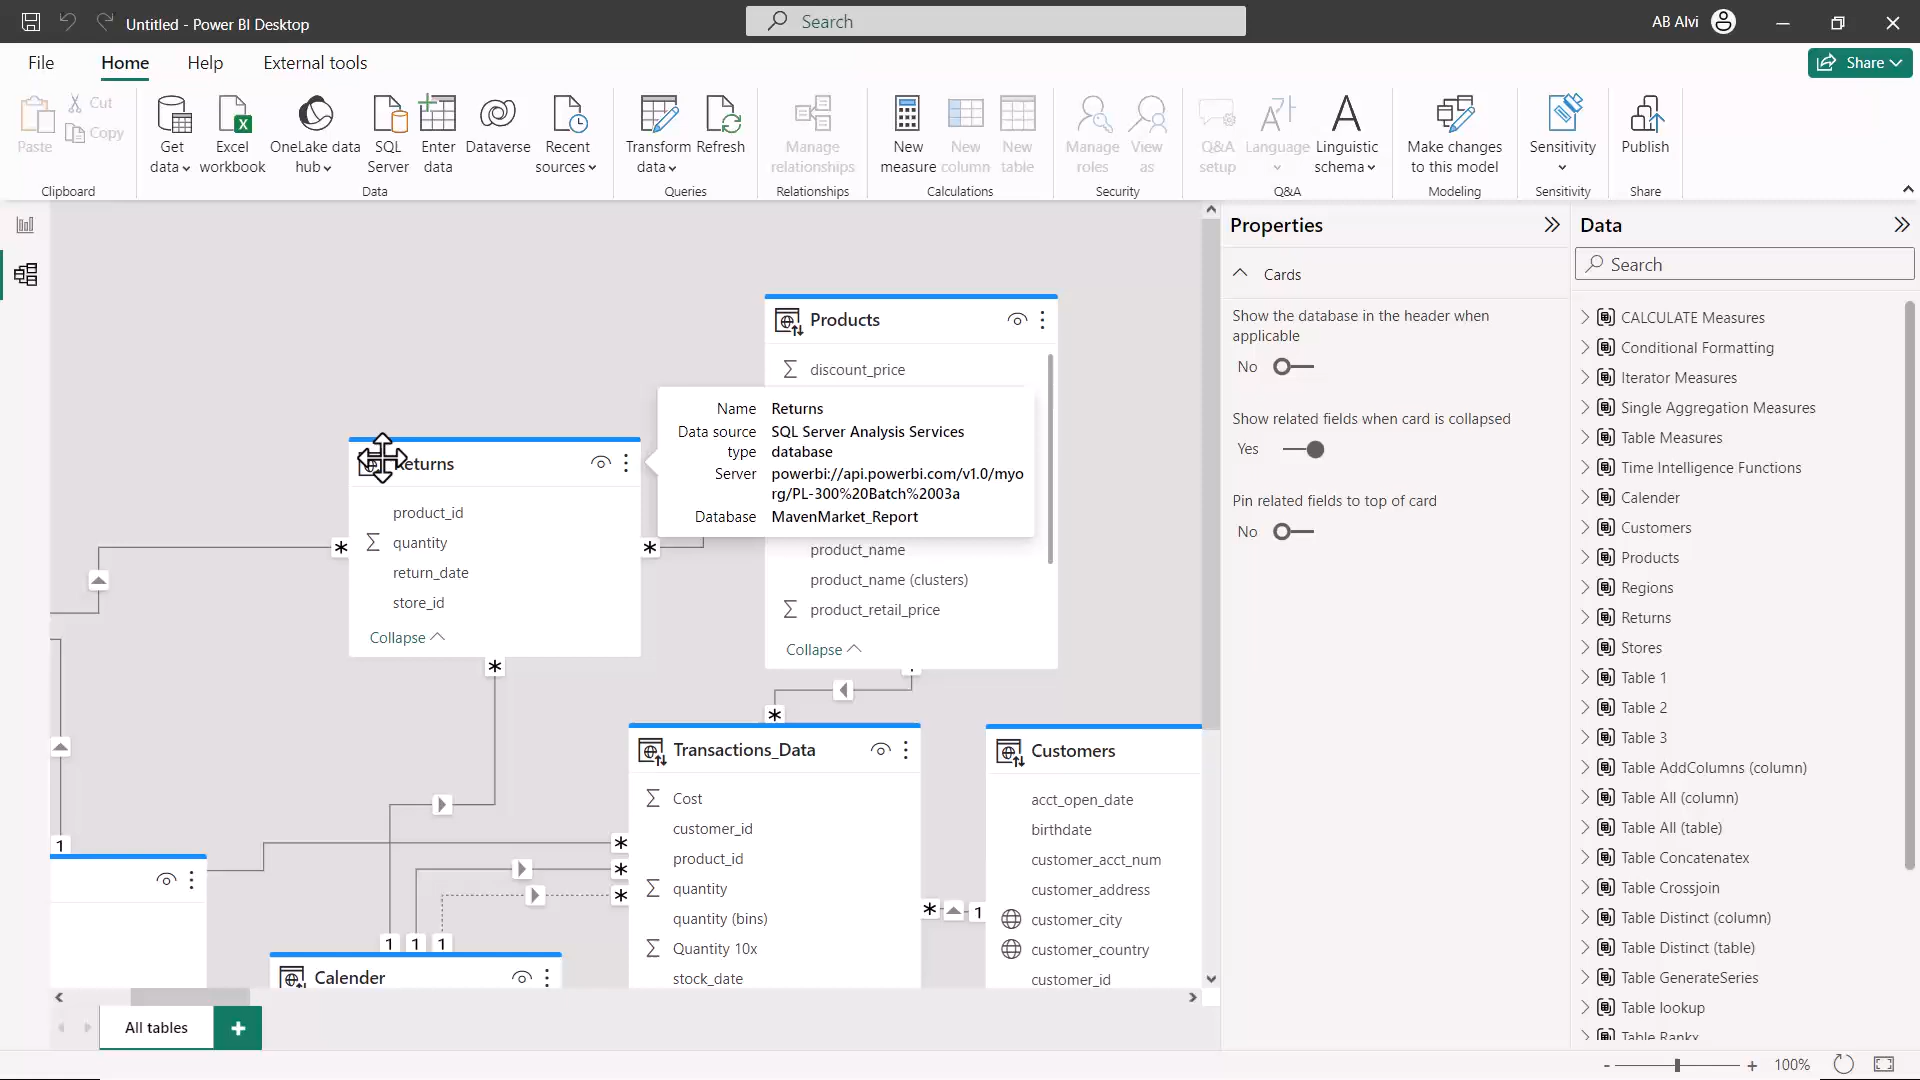 Untitled - Power BI Desktop
Search
AB Alvi
File
Home
Help
External tools
Share
Paste
Cut
Copy
Clipboard
Get data
Excel workbook
OneLake data hub
SQL Server
Enter data
Dataverse
Recent sources
Data
Transform data
Refresh
Queries
Manage relationships
Relationships
New measure
New column
New table
Calculations
Manage roles
View as
Security
Q&A setup
Language
Linguistic schema
Q&A
Make changes to this model
Modeling
Sensitivity
Sensitivity
Publish
Share
Products
discount_price
product_name
product_name (clusters)
product_retail_price
Collapse
Name Returns
Data source type SQL Server Analysis Services database
Server powerbi://api.powerbi.com/v1.0/myo
rg/PL-300%20Batch%2003a
Database MavenMarket_Report
product_id
quantity
return_date
store_id
Collapse
*
*
*
*
Transactions_Data
Cost
customer_id
product_id
quantity
quantity (bins)
Quantity 10x
stock_date
*
*
*
*
1
Customers
acct_open_date
birthdate
customer_acct_num
customer_address
customer_city
customer_country
customer_id
1
1 1 1
Calender
All tables
+
Properties
Cards
Show the database in the header when
applicable
No
Show related fields when card is collapsed
Yes
Pin related fields to top of card
No
Data
Search
CALCULATE Measures
Conditional Formatting
Iterator Measures
Single Aggregation Measures
Table Measures
Time Intelligence Functions
Calender
Customers
Products
Regions
Returns
Stores
Table 1
Table 2
Table 3
Table AddColumns (column)
Table All (column)
Table All (table)
Table Concatenatex
Table Crossjoin
Table Distinct (column)
Table Distinct (table)
Table GenerateSeries
Table lookup
Table Rankx
- + 100%